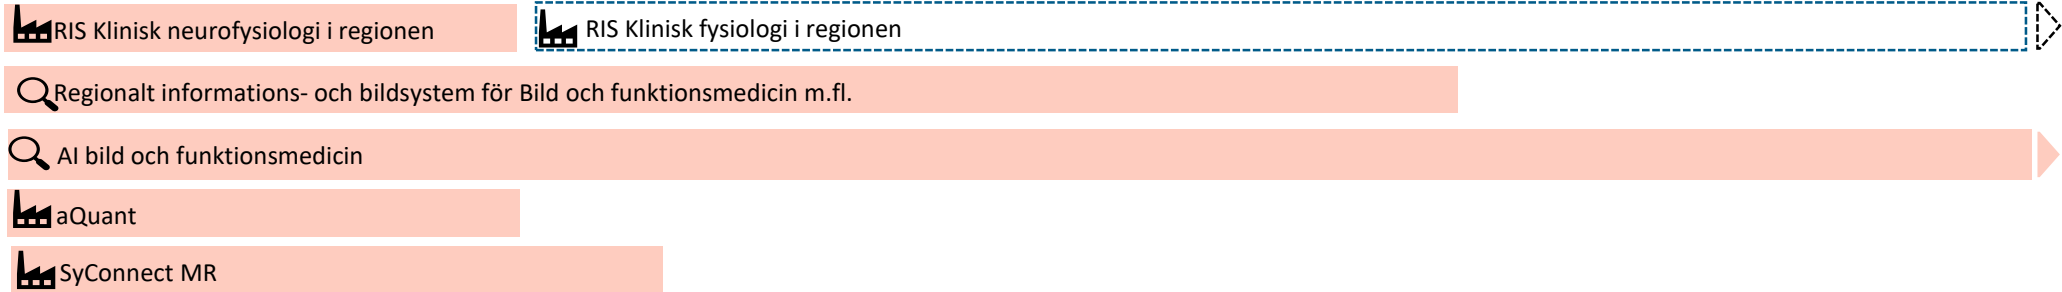 RIS Klinisk neurofysiologi i regionen
RIS Klinisk fysiologi i regionen
Regionalt informations- och bildsystem för Bild och funktionsmedicin m.fl.
AI bild och funktionsmedicin
aQuant
SyConnect MR